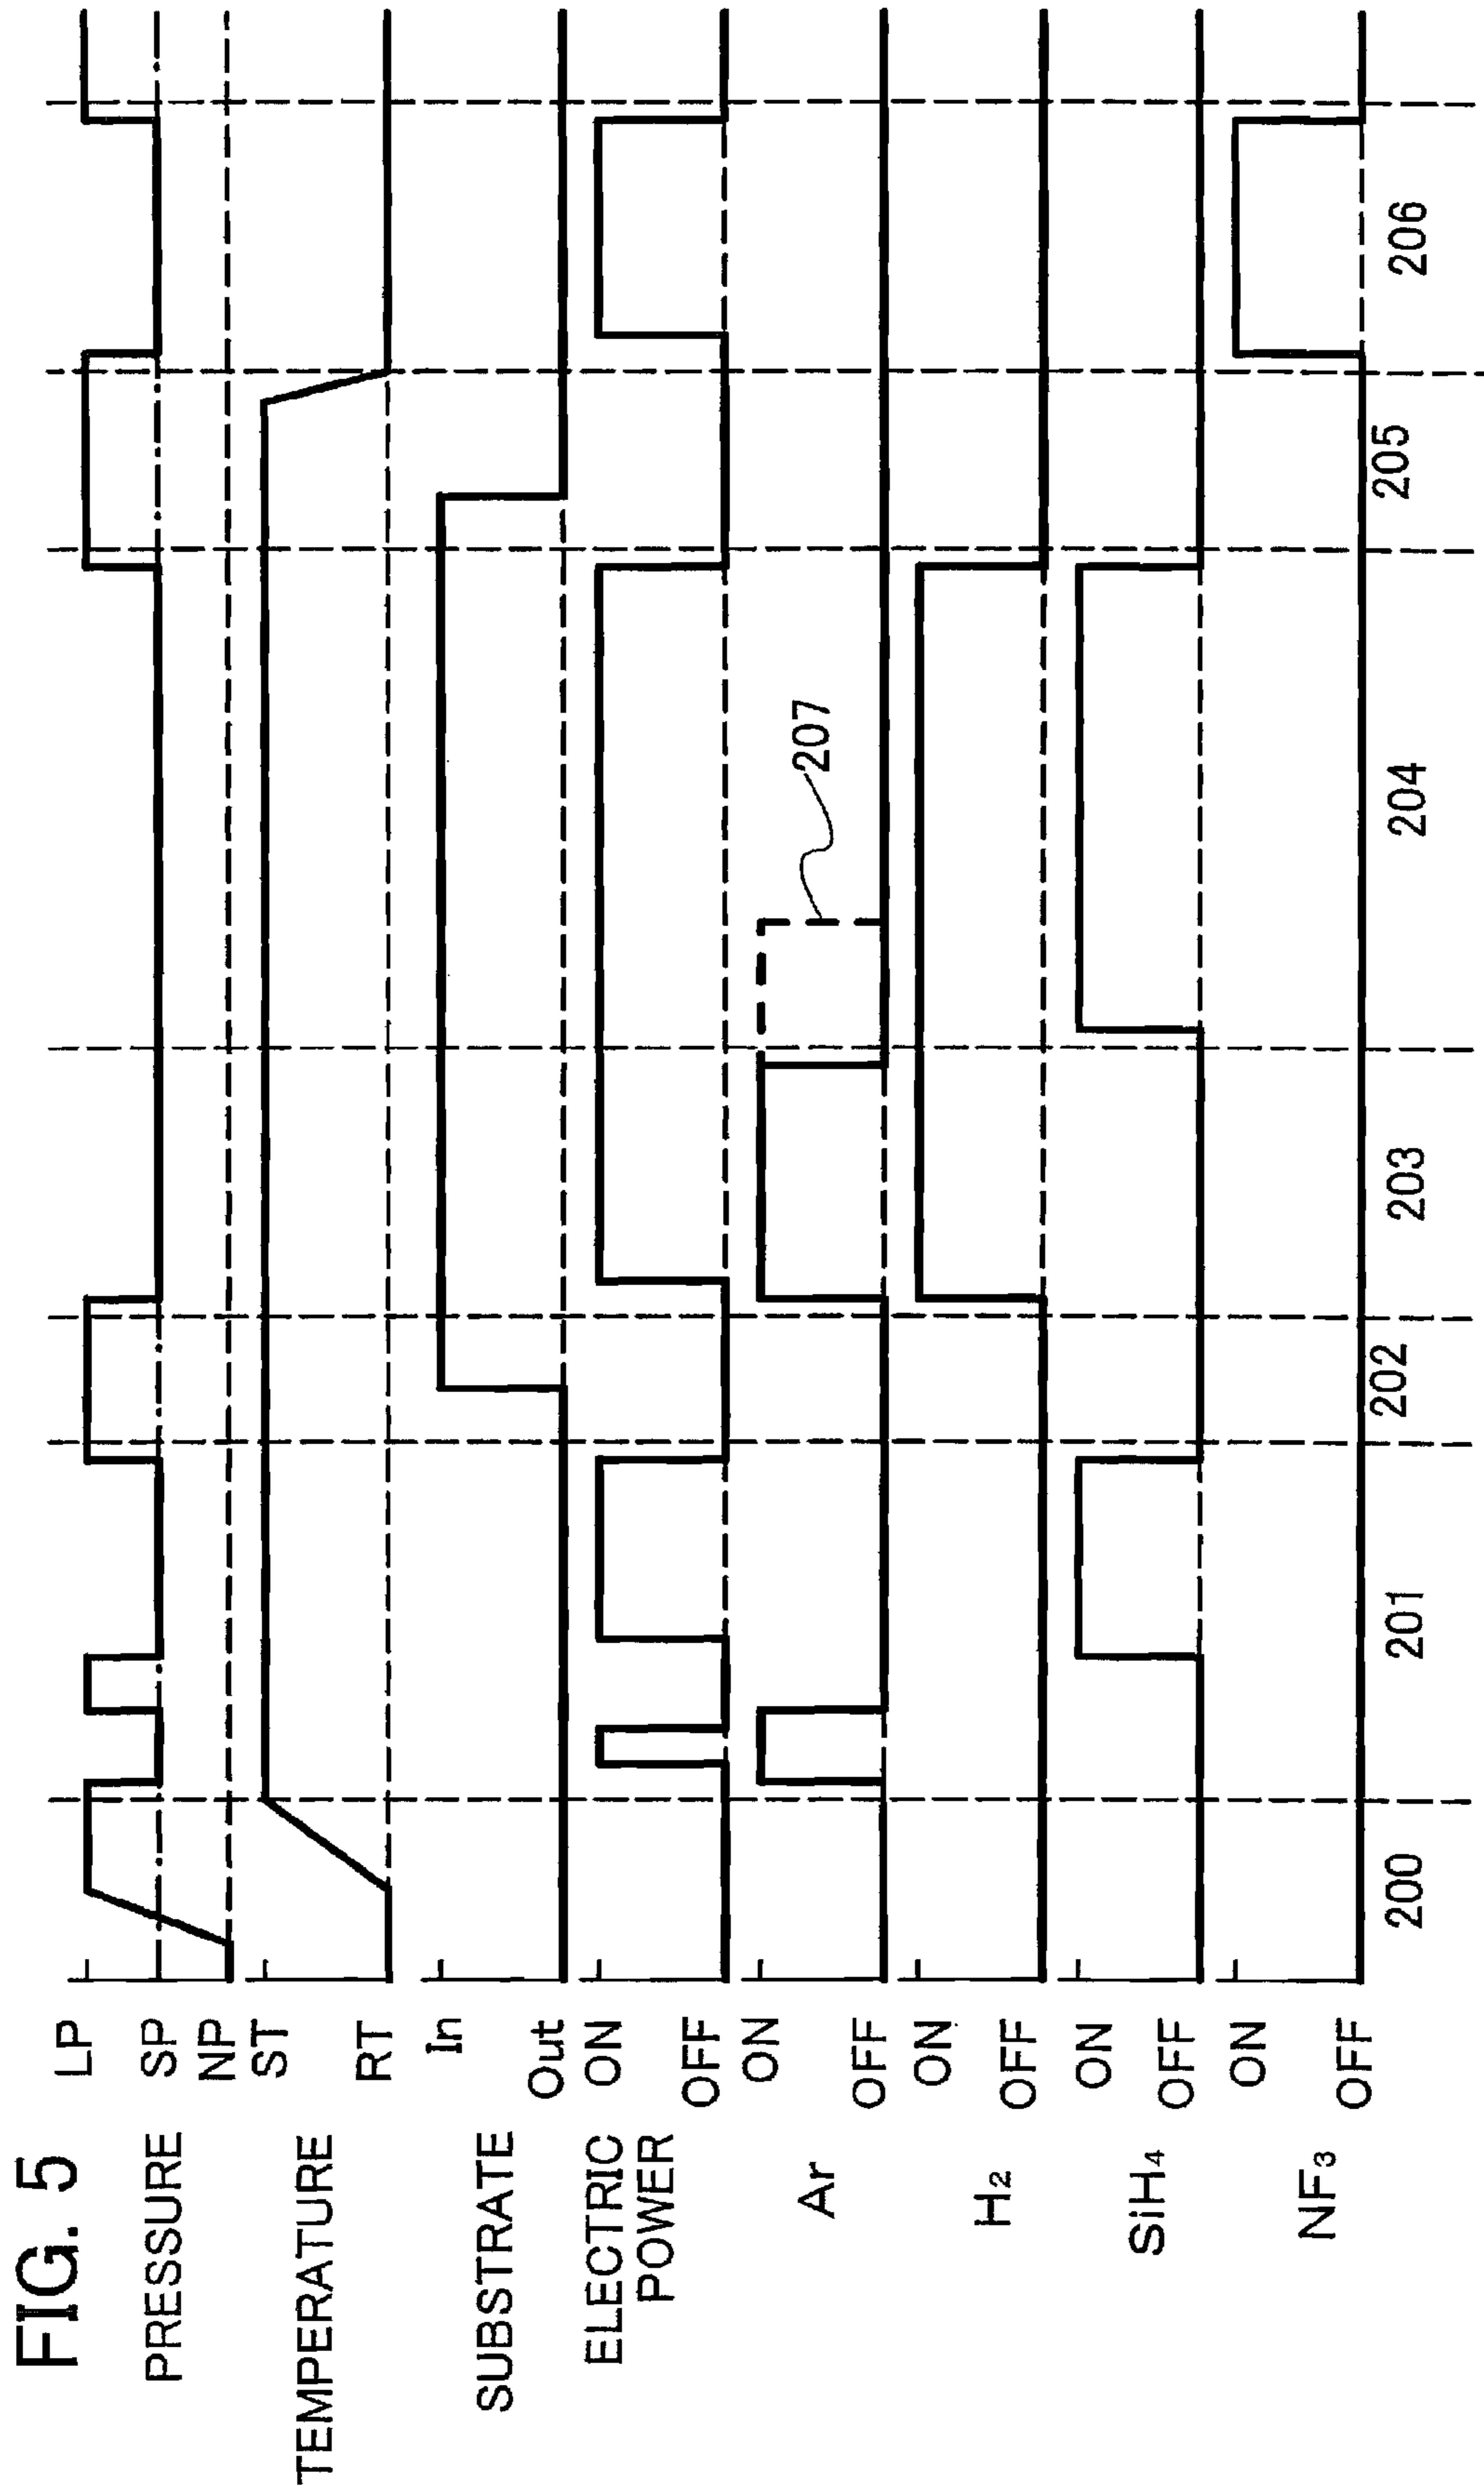 FIG. 5
PRESSURE
LP
SP
NP
TEMPERATURE
ST
RT
SUBSTRATE
In
Out
ELECTRIC
POWER
ON
OFF
Ar
ON
OFF
207
H₂
ON
OFF
SiH₄
ON
OFF
NF₃
ON
OFF
200
201
202
203
204
205
206